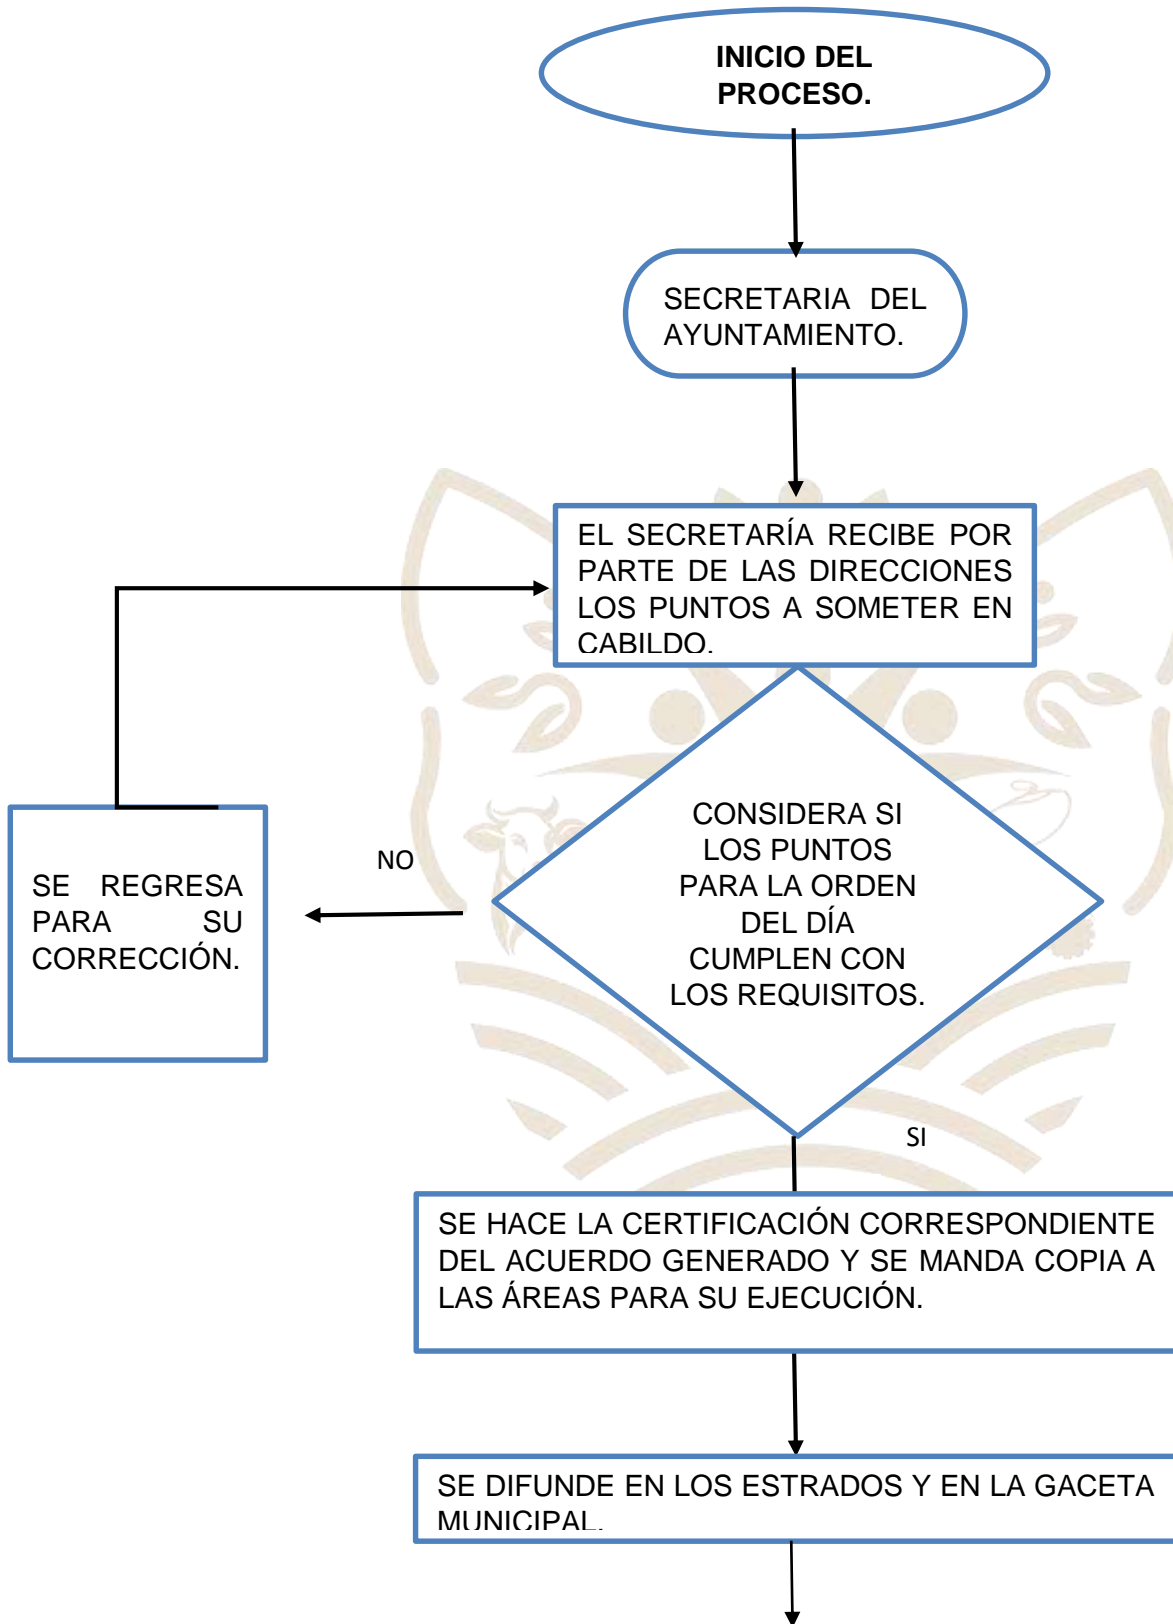 INICIO DEL
PROCESO.
SECRETARIA DEL
AYUNTAMIENTO.
EL SECRETARÍA RECIBE POR
PARTE DE LAS DIRECCIONES
LOS PUNTOS A SOMETER EN
CABILDO.
CONSIDERA SI
LOS PUNTOS
PARA LA ORDEN
DEL DÍA
CUMPLEN CON
LOS REQUISITOS.
NO
SE REGRESA
PARA SU
CORRECCIÓN.
SI
SE HACE LA CERTIFICACIÓN CORRESPONDIENTE
DEL ACUERDO GENERADO Y SE MANDA COPIA A
LAS ÁREAS PARA SU EJECUCIÓN.
SE DIFUNDE EN LOS ESTRADOS Y EN LA GACETA
MUNICIPAL.